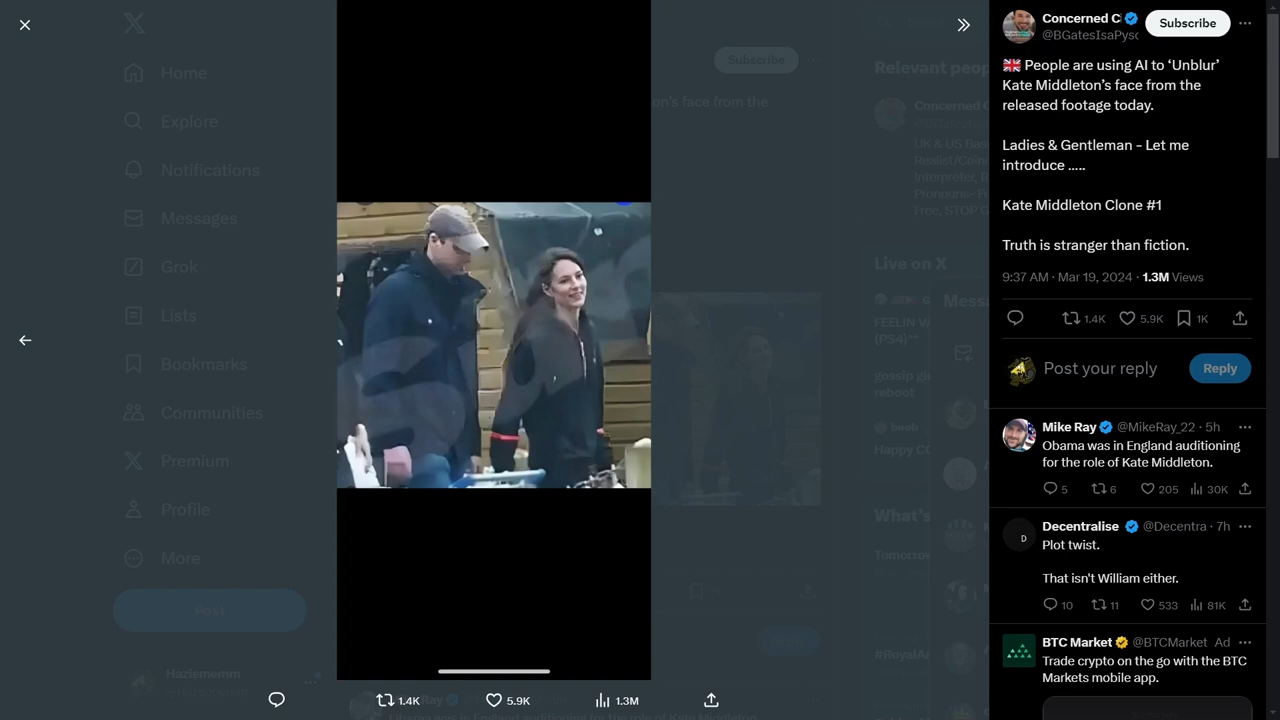 Home
Explore
Notifications
Messages
Grok
Lists
Bookmarks
Communities
Premium
Profile
More
Post
Hazismemm
Subscribe
Relevant
Live on X
What's
1.4K
5.9K
1.3M
Concerned C
@BGatesIsaPysc
Subscribe
🇬🇧 People are using AI to ‘Unblur’
Kate Middleton’s face from the
released footage today.
Ladies & Gentleman - Let me
introduce .....
Kate Middleton Clone #1
Truth is stranger than fiction.
9:37 AM · Mar 19, 2024 · 1.3M Views
1.4K 5.9K 1K
Post your reply
Reply
Mike Ray @MikeRay_22 · 5h
Obama was in England auditioning
for the role of Kate Middleton.
5 6 205 30K
Decentralise @Decentra · 7h
D
Plot twist.
That isn't William either.
10 11 533 81K
BTC Market @BTCMarket Ad
Trade crypto on the go with the BTC
Markets mobile app.